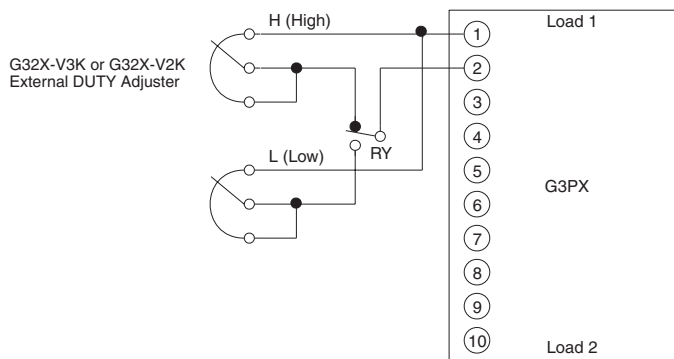 H (High)
Load 1
G32X-V3K or G32X-V2K
External DUTY Adjuster
1
2
3
4
RY
L (Low)
5
G3PX
6
7
8
9
10
Load 2